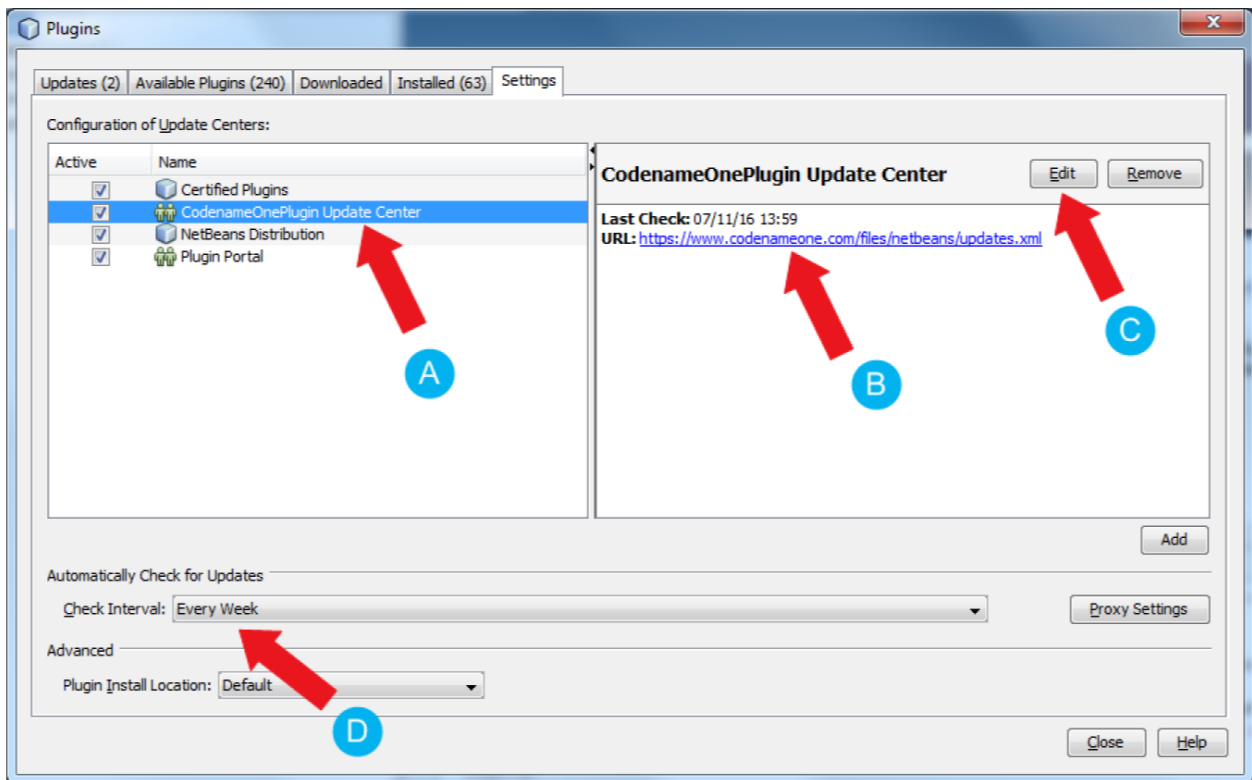 Plugins
Updates (2) Available Plugins (240) Downloaded Installed (63) Settings
Configuration of Update Centers:
Active Name
Certified Plugins
CodenameOnePlugin Update Center
NetBeans Distribution
Plugin Portal
CodenameOnePlugin Update Center Edit Remove
Last Check: 07/11/16 13:59
URL: https://www.codenameone.com/files/netbeans/updates.xml
C
A
B
Add
Automatically Check for Updates
Check Interval: Every Week Proxy Settings
Advanced
Plugin Install Location: Default
D
Close Help